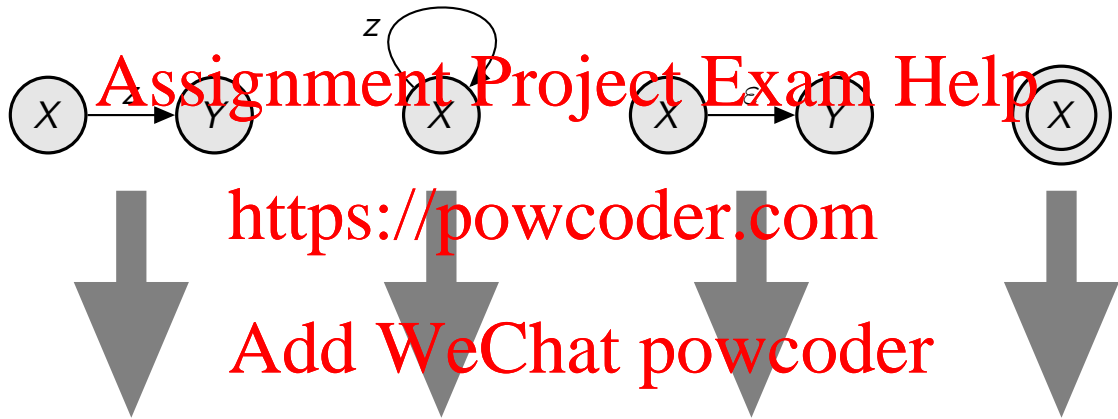 z
Assignment Project Exam Help
z ε
X Y X X Y X
https://powcoder.com
Add WeChat powcoder